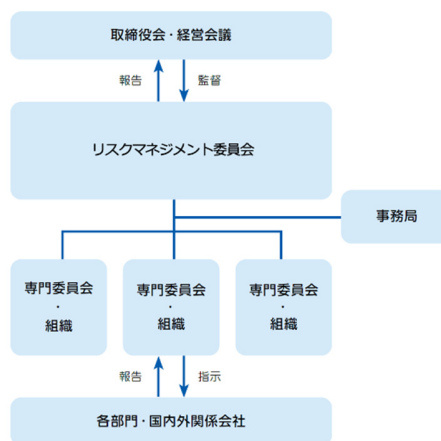 取締役会・経営会議
報告
監督
リスクマネジメント委員会
事務局
専門委員会
・
組織
専門委員会
・
組織
専門委員会
・
組織
報告
指示
各部門・国内外関係会社